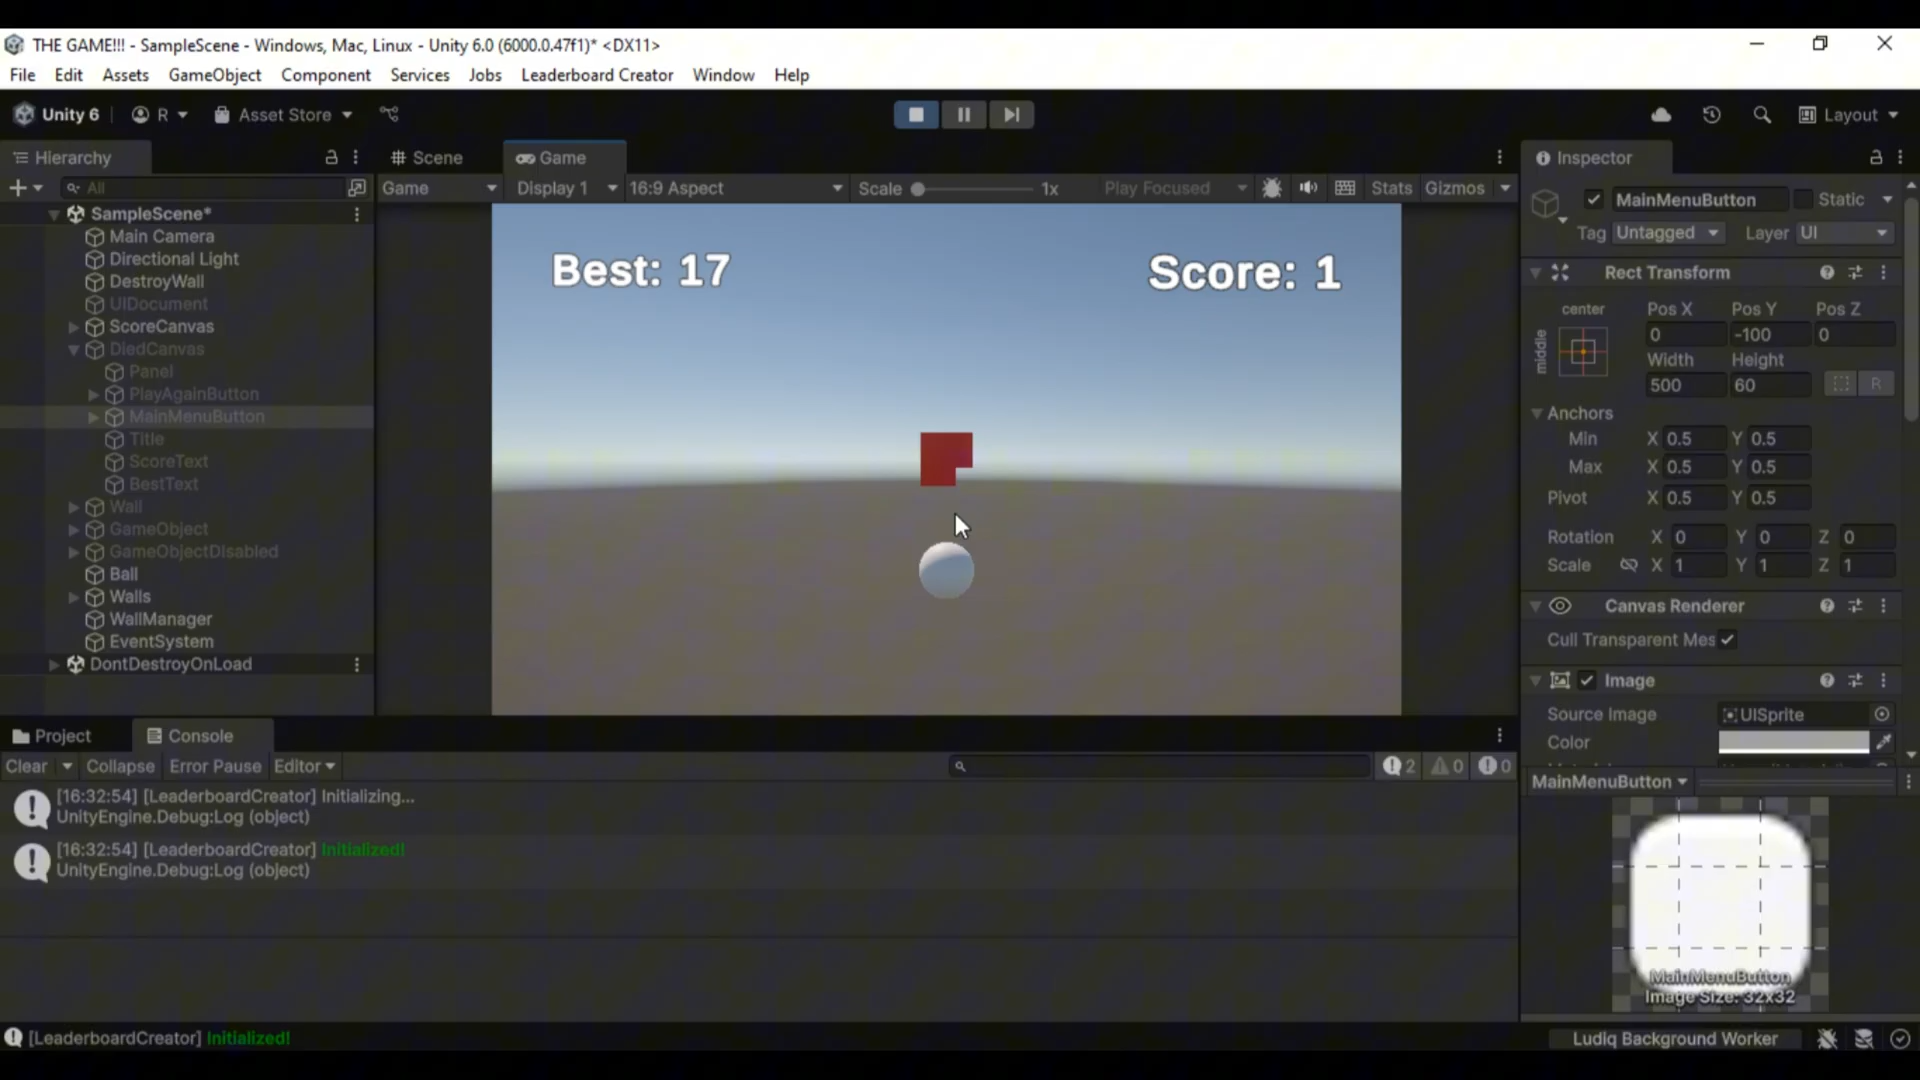 THE GAME!!! - SampleScene - Windows, Mac, Linux - Unity 6.0 (6000.0.47f1)* <DX11>
File Edit Assets GameObject Component Services Jobs Leaderboard Creator Window Help
Unity 6 R Asset Store Layout
Hierarchy
All
SampleScene*
Main Camera
Directional Light
DestroyWall
UIDocument
ScoreCanvas
DiedCanvas
Panel
PlayAgainButton
MainMenuButton
Title
ScoreText
BestText
Wall
GameObject
GameObjectDisabled
Ball
Walls
WallManager
EventSystem
DontDestroyOnLoad
Scene Game
Game Display 1 16:9 Aspect Scale 1x Play Focused Stats Gizmos
Best: 17 Score: 1
Inspector
MainMenuButton Static
Tag Untagged Layer UI
Rect Transform
center Pos X Pos Y Pos Z
middle 0 -100 0
Width Height
500 60 R
Anchors
Min X 0.5 Y 0.5
Max X 0.5 Y 0.5
Pivot X 0.5 Y 0.5
Rotation X 0 Y 0 Z 0
Scale X 1 Y 1 Z 1
Canvas Renderer
Cull Transparent Mes
Image
Source Image UISprite
Color
MainMenuButton
MainMenuButton
Image Size: 32x32
Project Console
Clear Collapse Error Pause Editor 2 0 0
[16:32:54] [LeaderboardCreator] Initializing...
UnityEngine.Debug:Log (object)
[16:32:54] [LeaderboardCreator] Initialized!
UnityEngine.Debug:Log (object)
[LeaderboardCreator] Initialized! Ludiq Background Worker